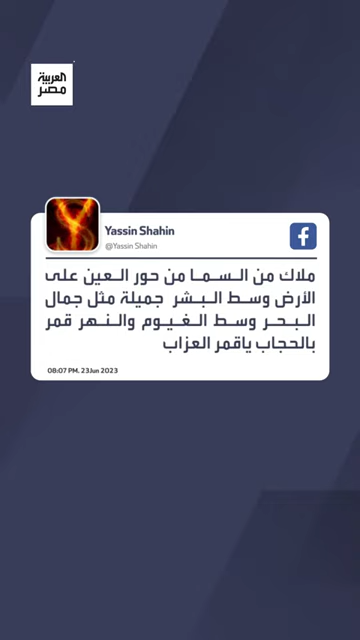 العربية
مصر
Yassin Shahin
@Yassin Shahin
ملاك من السما من حور العين على
الأرض وسط البشر جميلة مثل جمال
البحر وسط الغيوم والنهر قمر
بالحجاب ياقمر العزاب
08:07 PM, 23Jun 2023